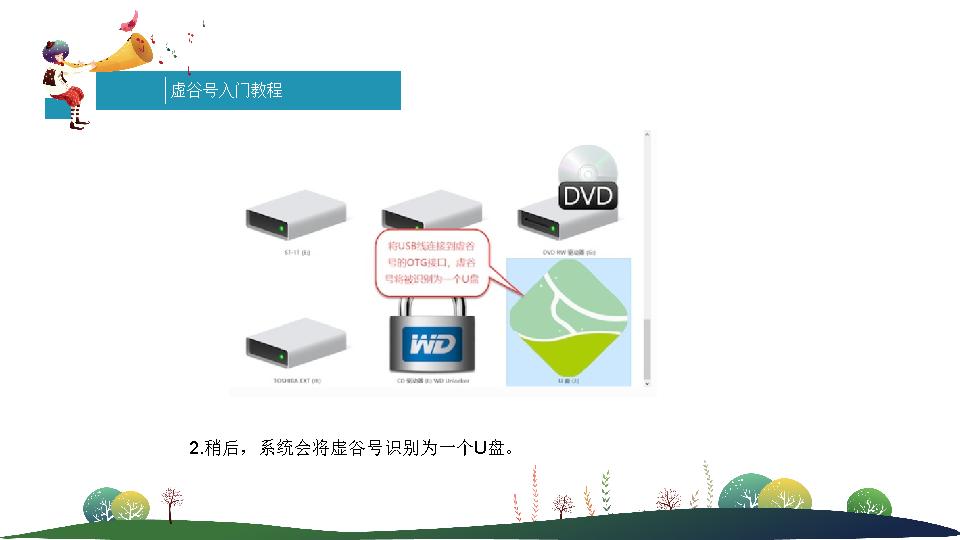 虚谷号入门教程
DVD
DVD RW 驱动器 (G:)
将USB线连接到虚谷
号的OTG接口，虚谷
号将被识别为一个U盘
WD
TOSHIBA EXT (H:)
CD 驱动器 (I:) WD Unlocker
U 盘 (J:)
2.稍后，系统会将虚谷号识别为一个U盘。